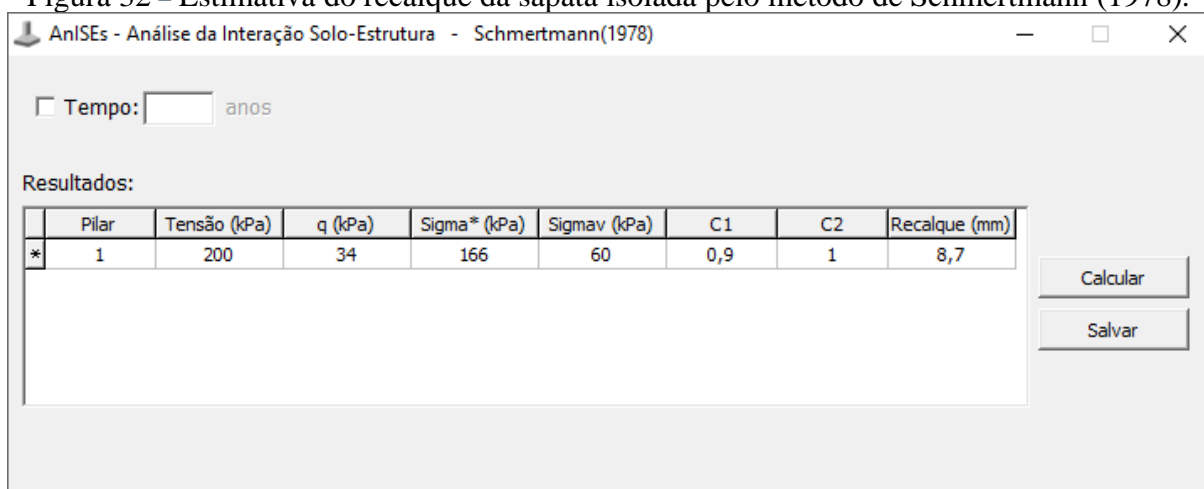 Figura 32 – Estimativa do recalque da sapata isolada pelo método de Schmertmann (1978).
AnISEs - Análise da Interação Solo-Estrutura - Schmertmann(1978)
Tempo: anos
Resultados:
Pilar Tensão (kPa) q (kPa) Sigma* (kPa) Sigmav (kPa) C1 C2 Recalque (mm)
* 1 200 34 166 60 0,9 1 8,7
Calcular
Salvar